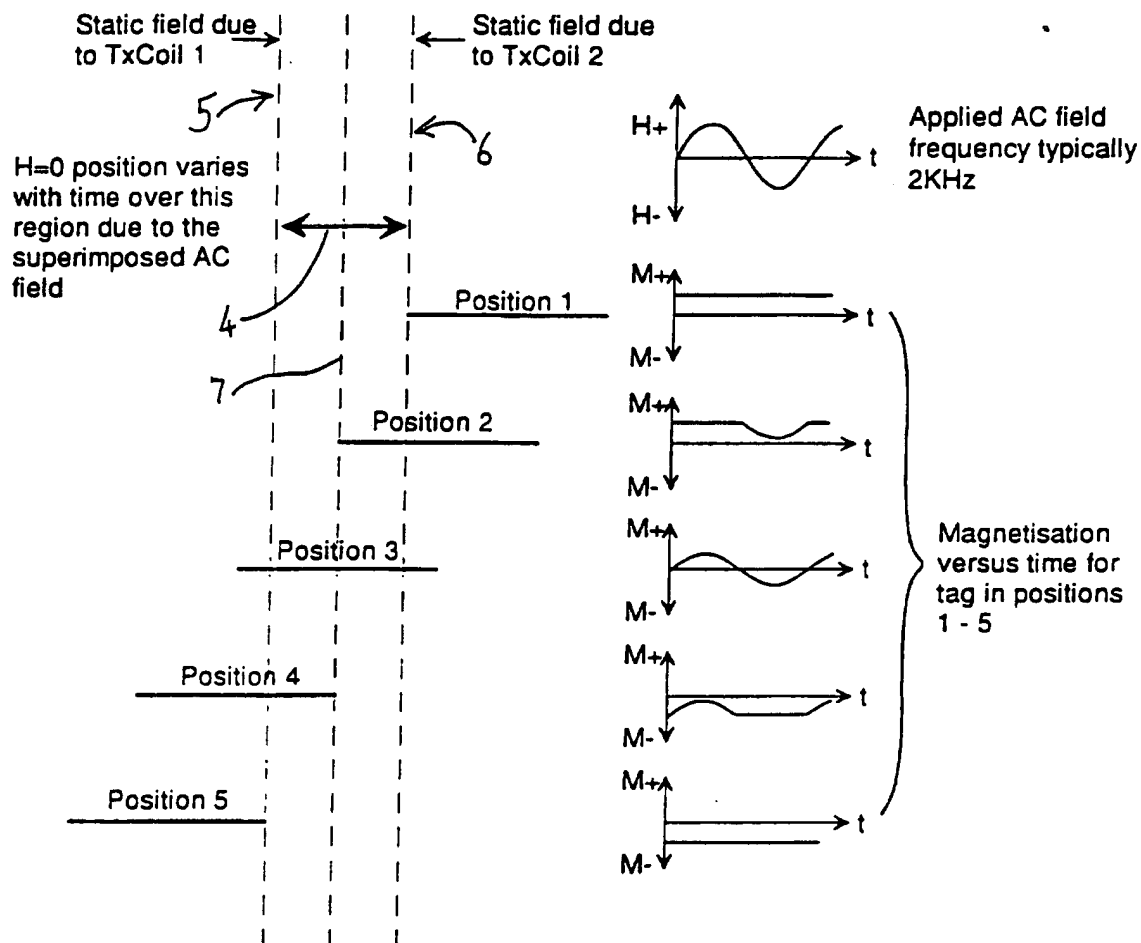 Static field due
to TxCoil 1
Static field due
to TxCoil 2
5
6
H=0 position varies
with time over this
region due to the
superimposed AC
field
4
7
H+
H-
t
Applied AC field
frequency typically
2KHz
Position 1
M+
M-
t
Position 2
M+
M-
t
Position 3
M+
M-
t
Position 4
M+
M-
t
Position 5
M+
M-
t
Magnetisation
versus time for
tag in positions
1 - 5